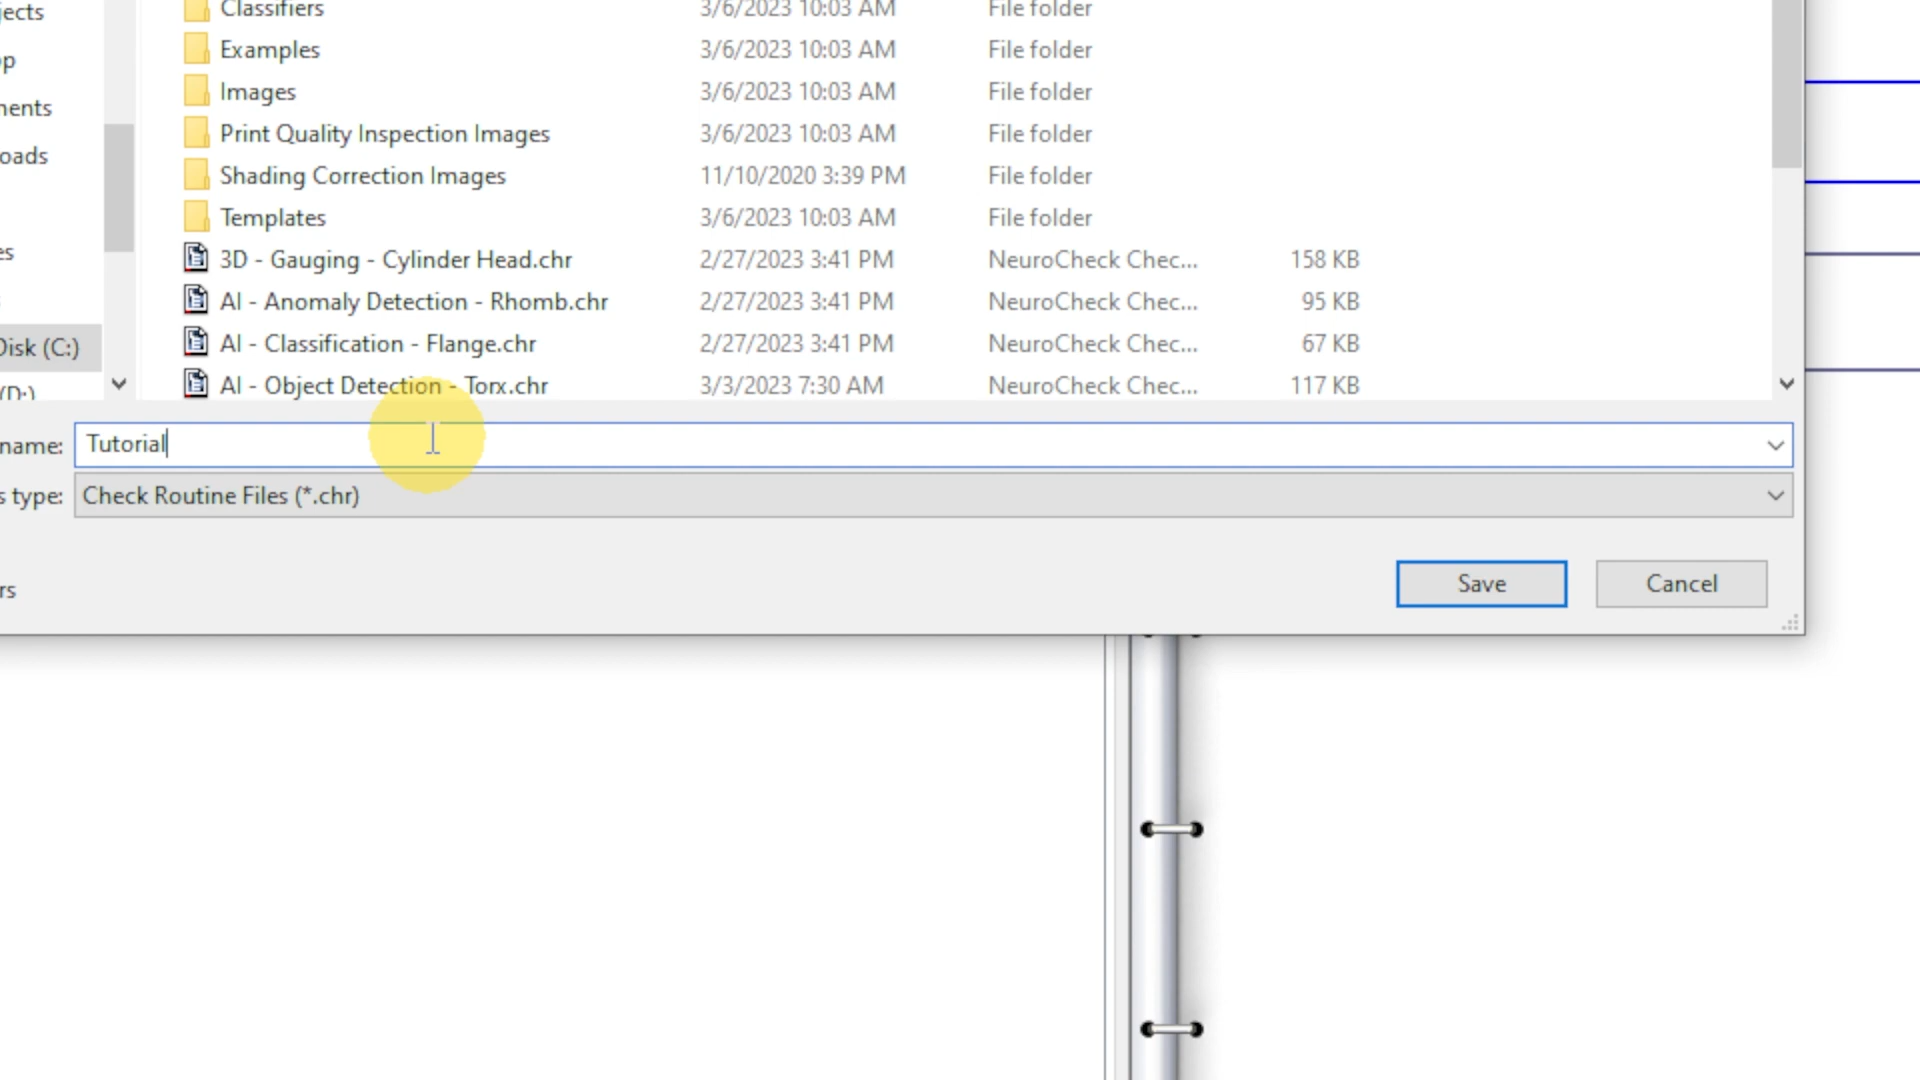 jects
Classifiers 3/6/2023 10:03 AM File folder
Examples 3/6/2023 10:03 AM File folder
p
Images 3/6/2023 10:03 AM File folder
nents
Print Quality Inspection Images 3/6/2023 10:03 AM File folder
oads
Shading Correction Images 11/10/2020 3:39 PM File folder
Templates 3/6/2023 10:03 AM File folder
es
3D - Gauging - Cylinder Head.chr 2/27/2023 3:41 PM NeuroCheck Chec... 158 KB
AI - Anomaly Detection - Rhomb.chr 2/27/2023 3:41 PM NeuroCheck Chec... 95 KB
Disk (C:)
AI - Classification - Flange.chr 2/27/2023 3:41 PM NeuroCheck Chec... 67 KB
(D:)
AI - Object Detection - Torx.chr 3/3/2023 7:30 AM NeuroCheck Chec... 117 KB
name: Tutorial
s type: Check Routine Files (*.chr)
rs
Save Cancel